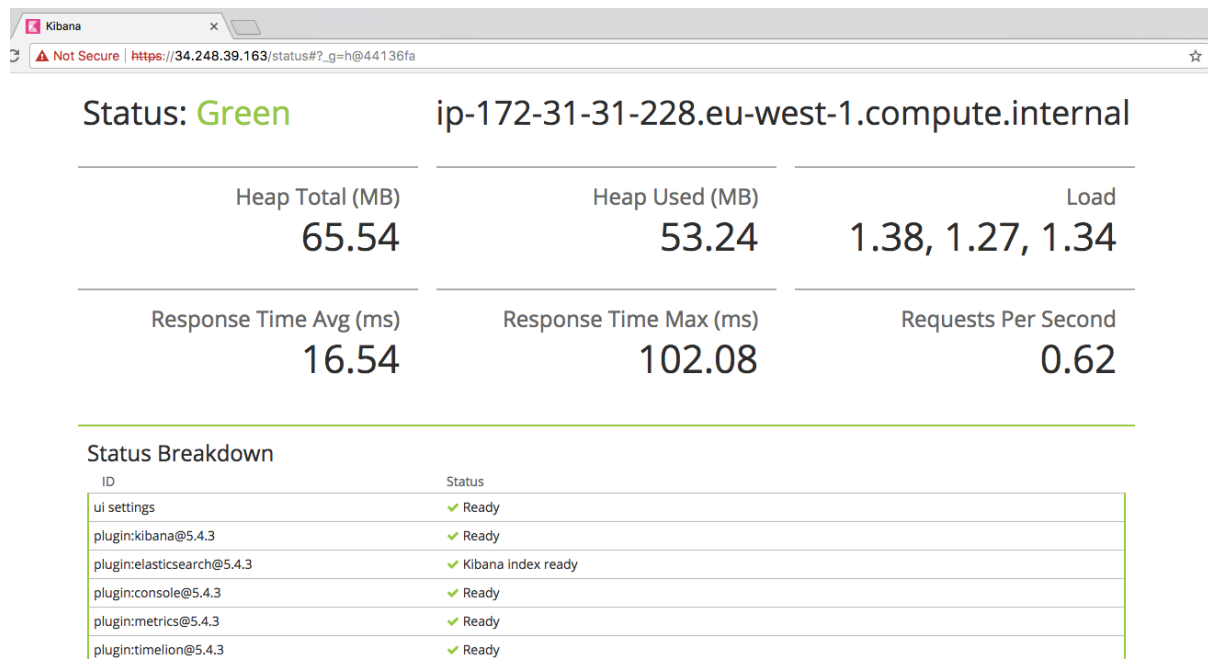 Kibana
Not Secure | https://34.248.39.163/status#?_g=h@44136fa
Status: Green
ip-172-31-31-228.eu-west-1.compute.internal
Heap Total (MB)
65.54
Heap Used (MB)
53.24
Load
1.38, 1.27, 1.34
Response Time Avg (ms)
16.54
Response Time Max (ms)
102.08
Requests Per Second
0.62
Status Breakdown
ID Status
ui settings Ready
plugin:kibana@5.4.3 Ready
plugin:elasticsearch@5.4.3 Kibana index ready
plugin:console@5.4.3 Ready
plugin:metrics@5.4.3 Ready
plugin:timelion@5.4.3 Ready